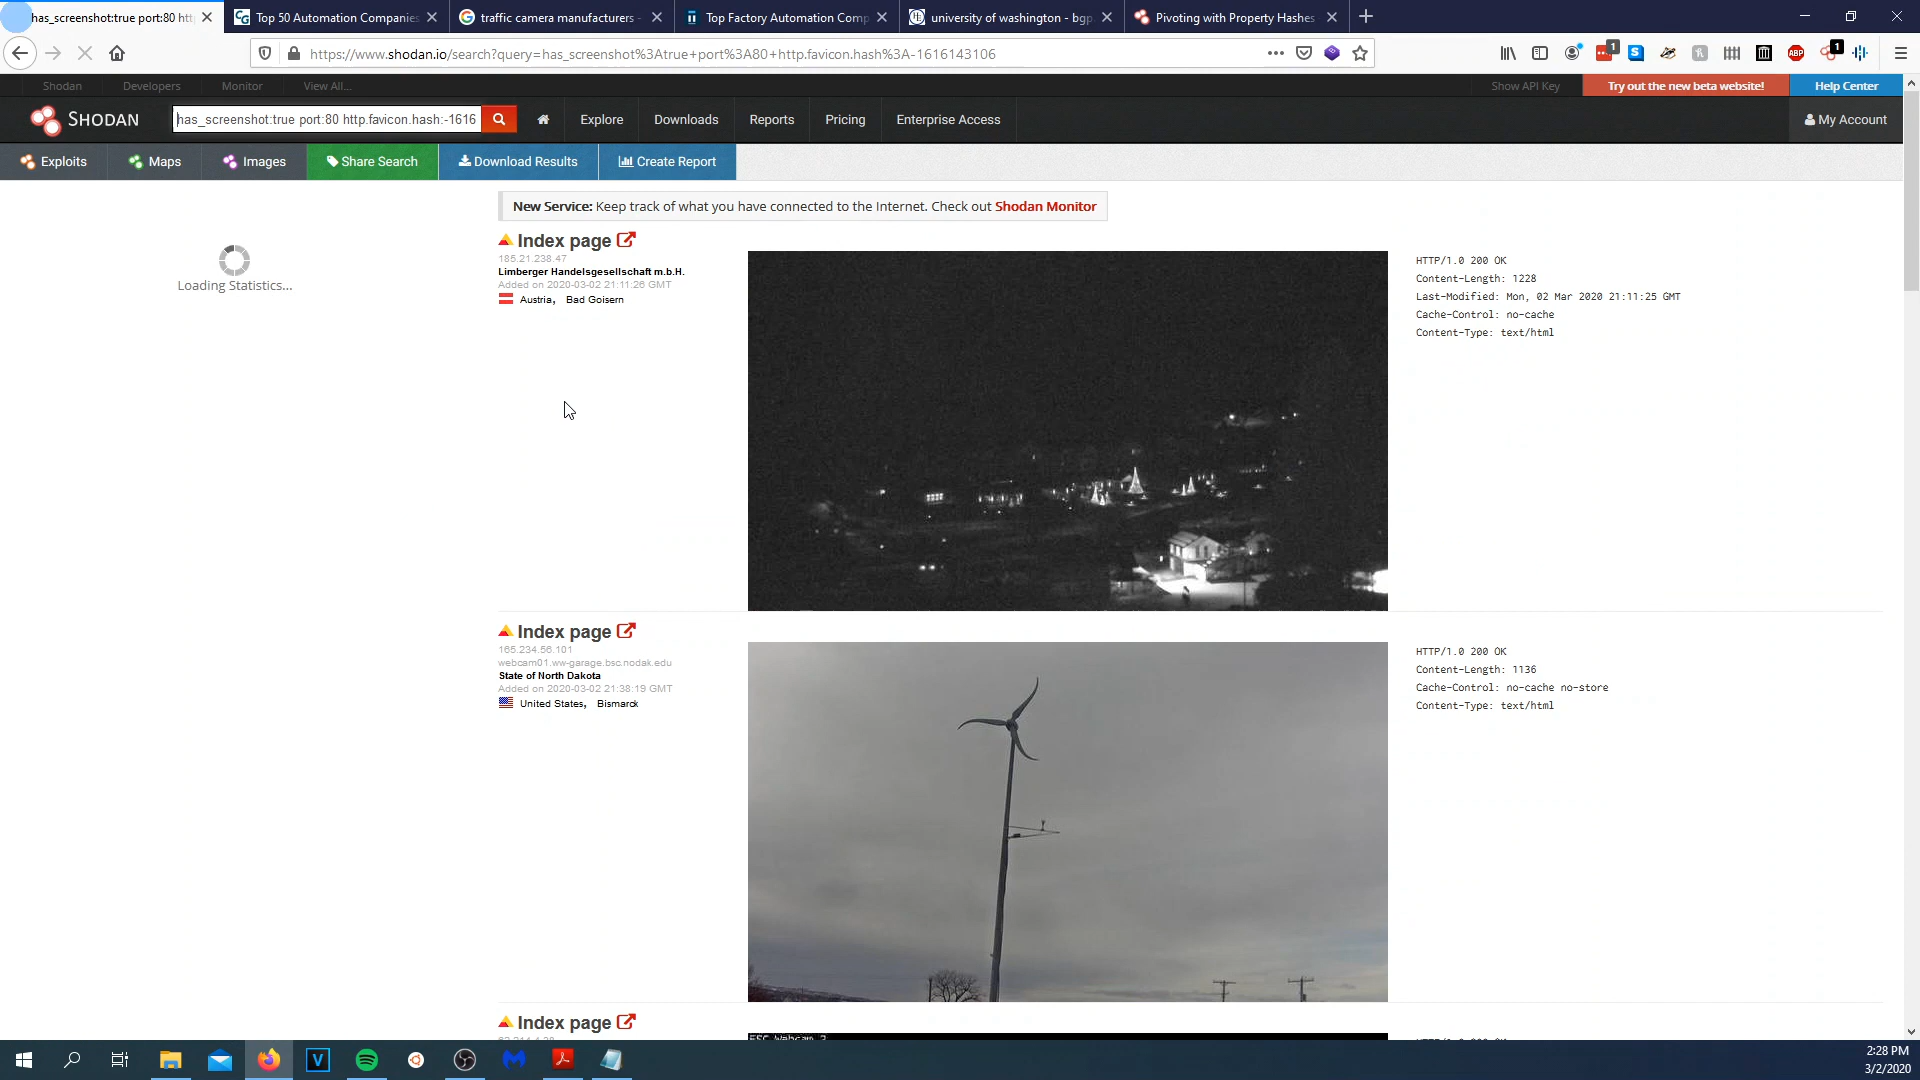 has_screenshot:true port:80 htt
Top 50 Automation Companies
traffic camera manufacturers -
Top Factory Automation Comp
university of washington - bgp.
Pivoting with Property Hashes
https://www.shodan.io/search?query=has_screenshot%3Atrue+port%3A80+http.favicon.hash%3A-1616143106
Shodan
Developers
Monitor
View All...
Show API Key
Try out the new beta website!
Help Center
SHODAN
has_screenshot:true port:80 http.favicon.hash:-1616
Explore
Downloads
Reports
Pricing
Enterprise Access
My Account
Exploits
Maps
Images
Share Search
Download Results
Create Report
New Service: Keep track of what you have connected to the Internet. Check out Shodan Monitor
Loading Statistics...
Index page
185.21.238.47
Limberger Handelsgesellschaft m.b.H.
Added on 2020-03-02 21:11:26 GMT
Austria, Bad Goisern
HTTP/1.0 200 OK
Content-Length: 1228
Last-Modified: Mon, 02 Mar 2020 21:11:25 GMT
Cache-Control: no-cache
Content-Type: text/html
Index page
165.234.56.101
webcam01.ww-garage.bsc.nodak.edu
State of North Dakota
Added on 2020-03-02 21:38:19 GMT
United States, Bismarck
HTTP/1.0 200 OK
Content-Length: 1136
Cache-Control: no-cache no-store
Content-Type: text/html
Index page
2:28 PM
3/2/2020